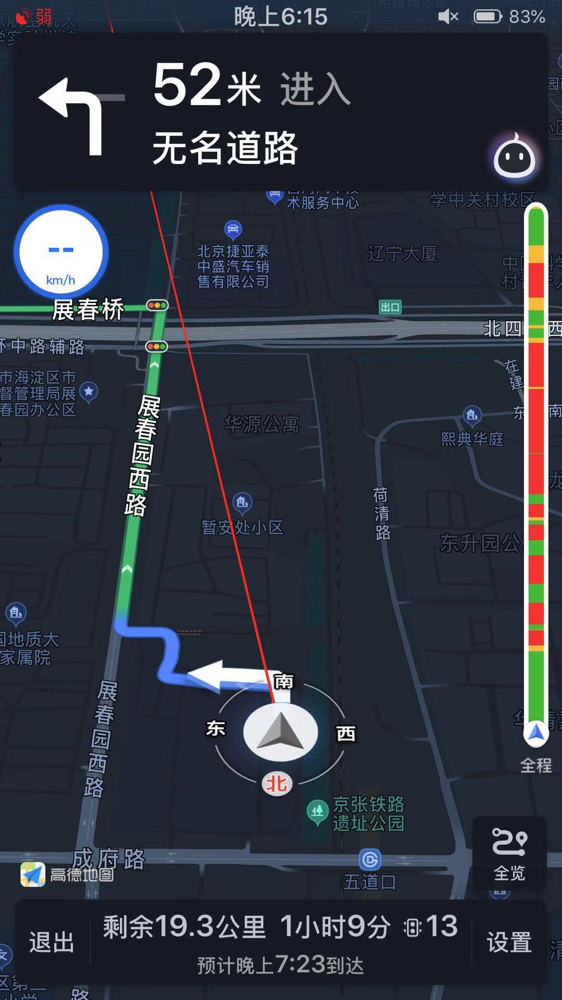 弱
晚上6:15
83%
52米 进入
无名道路
术服务中心
学中关村校区
--
km/h
北京捷亚泰
中盛汽车销
售有限公司
辽宁大厦
展春桥
出口
北四
西
环中路辅路
市海淀区市
督管理局展
春园办公区
在
建
东
南
展春园西路
华源公寓
熙典华庭
荷清路
暂安处小区
东升园公
国地质大
家属院
南
东
西
北
展春园西路
全程
京张铁路
遗址公园
成府路
高德地图
五道口
全览
退出
剩余19.3公里 1小时9分 13
预计晚上7:23到达
设置
路